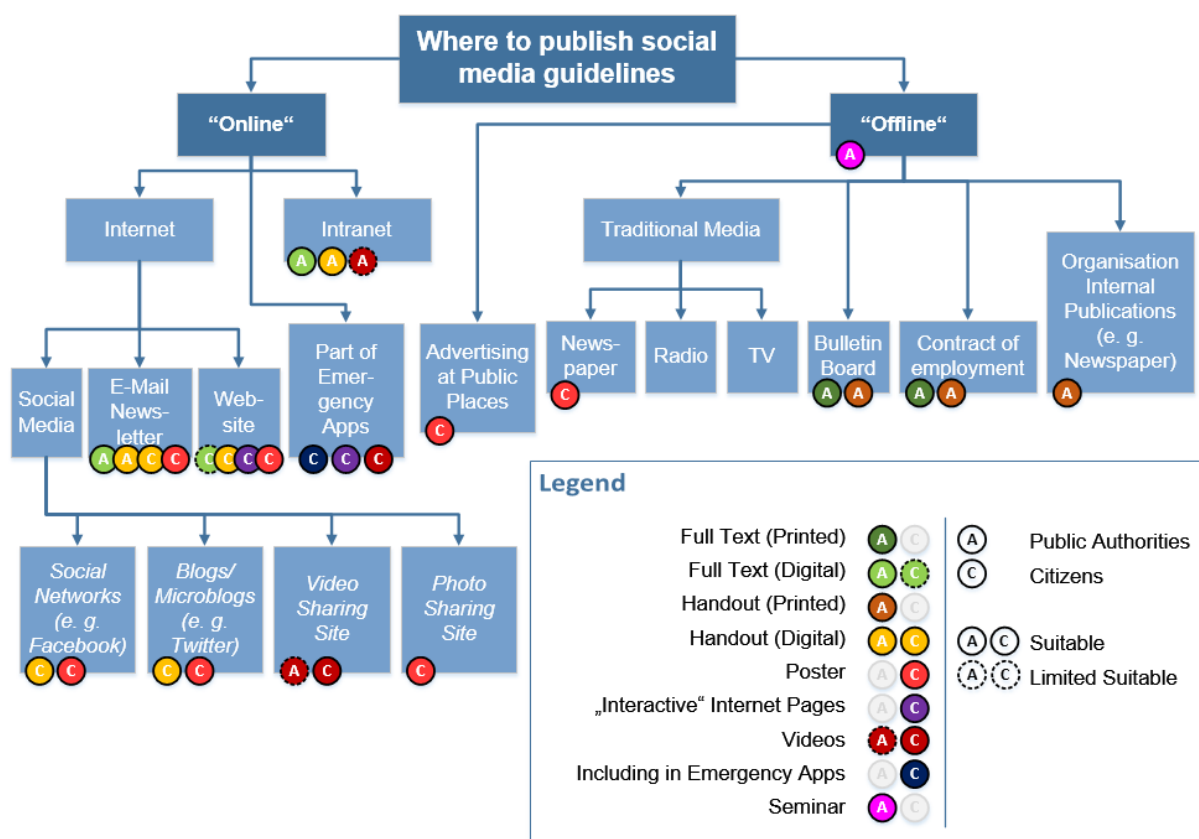 Where to publish social
media guidelines
“Online“
“Offline“
A
Internet
Intranet
A A A
Traditional Media
Organisation
Internal
Publications
(e. g.
Newspaper)
A
Social
Media
E-Mail
News-
letter
A A C C
Web-
site
C C C C
Part of
Emer-
gency
Apps
C C C
Advertising
at Public
Places
C
News-
paper
C
Radio
TV
Bulletin
Board
A A
Contract of
employment
A A
Social
Networks
(e. g.
Facebook)
C C
Blogs/
Microblogs
(e. g.
Twitter)
C C
Video
Sharing
Site
A C
Photo
Sharing
Site
C
Legend
Full Text (Printed) A C
Full Text (Digital) A C
Handout (Printed) A C
Handout (Digital) A C
Poster A C
„Interactive“ Internet Pages A C
Videos A C
Including in Emergency Apps A C
Seminar A C
A Public Authorities
C Citizens
A C Suitable
A C Limited Suitable